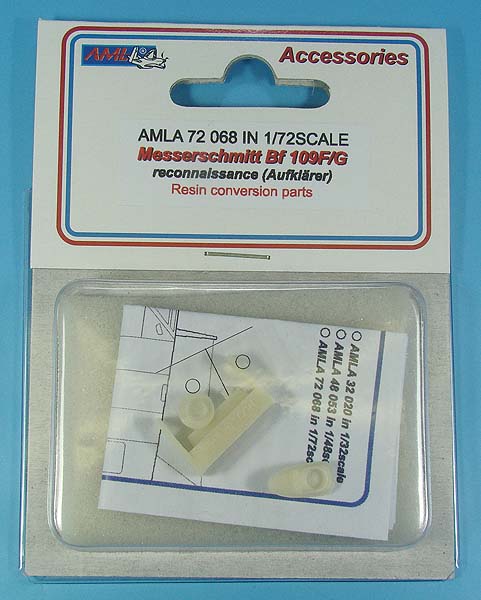 AML
Accessories
AMLA 72 068 IN 1/72SCALE
Messerschmitt Bf 109F/G
reconnaissance (Aufklärer)
Resin conversion parts
AMLA 32 020 in 1/32scale
AMLA 48 053 in 1/48sc
AMLA 72 068 in 1/72sc